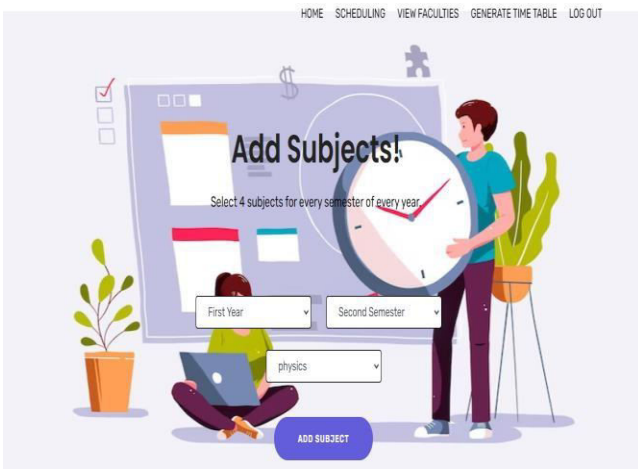 HOME SCHEDULING VIEW FACULTIES GENERATE TIME TABLE LOG OUT
Add Subjects!
Select 4 subjects for every semester of every year.
First Year Second Semester
physics
ADD SUBJECT